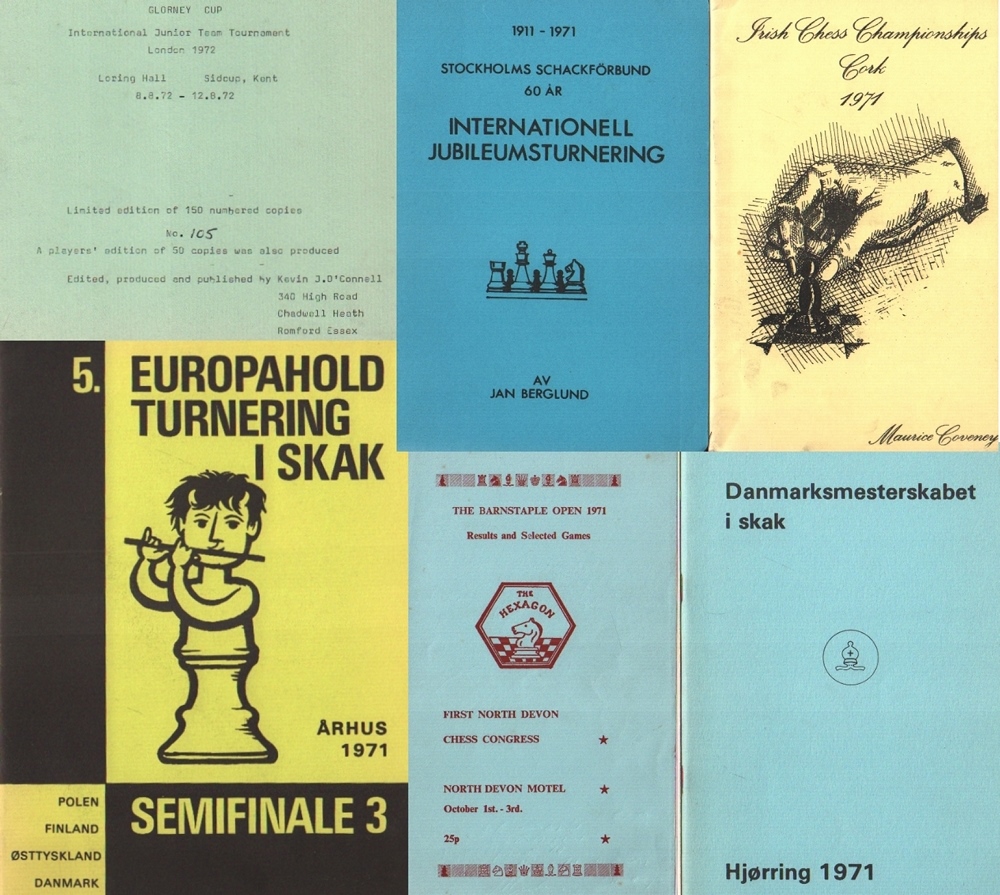 GLORNEY CUP
International Junior Team Tournament
London 1972
Loring Hall Sidcup, Kent
8.8.72 - 12.8.72
Limited edition of 150 numbered copies
No. 105
A players' edition of 50 copies was also produced
Edited, produced and published by Kevin J.O'Connell
340 High Road
Chadwell Heath
Romford Essex
1911 - 1971
STOCKHOLMS SCHACKFÖRBUND
60 ÅR
INTERNATIONELL
JUBILEUMSTURNERING
AV
JAN BERGLUND
Irish Chess Championships
Cork
1971
Maurice Coveney
5. EUROPAHOLD
TURNERING
I SKAK
ÅRHUS
1971
POLEN
FINLAND
ØSTTYSKLAND
DANMARK
SEMIFINALE 3
THE BARNSTAPLE OPEN 1971
Results and Selected Games
THE
HEXAGON
FIRST NORTH DEVON
CHESS CONGRESS
NORTH DEVON MOTEL
October 1st. - 3rd.
25p
Danmarksmesterskabet
i skak
Hjørring 1971